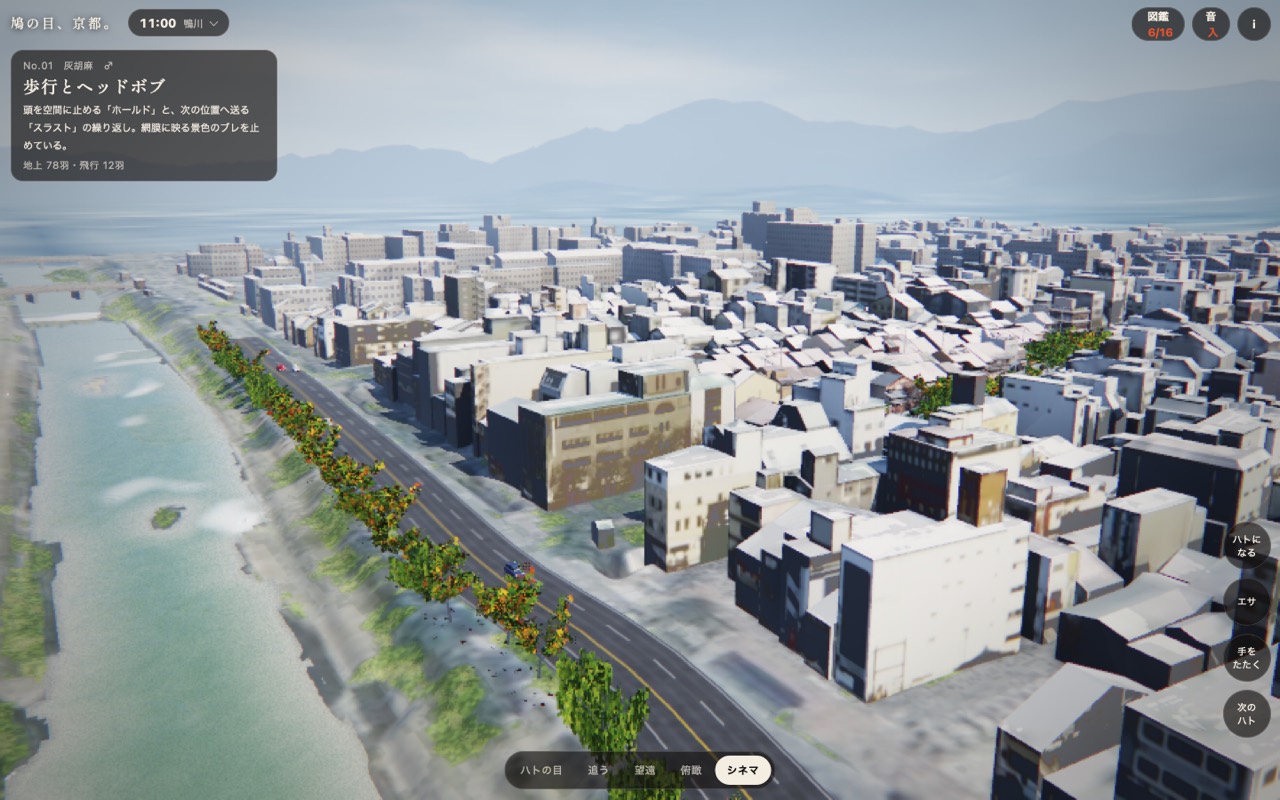 鳩の目、京都。
11:00 鴨川
図鑑
6/16
音
入
i
No.01 灰胡麻 ♂
歩行とヘッドボブ
頭を空間に止める「ホールド」と、次の位置へ送る
「スラスト」の繰り返し。網膜に映る景色のブレを止
めている。
地上 78羽・飛行 12羽
ハトに
なる
エサ
手を
たたく
次の
ハト
ハトの目 追う 望遠 俯瞰 シネマ